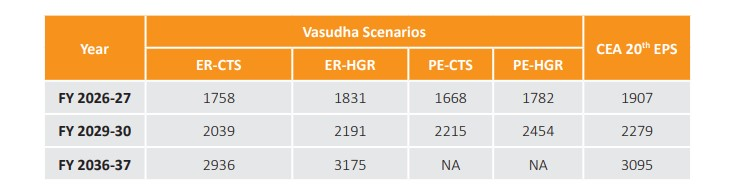 Year Vasudha Scenarios CEA 20th EPS
ER-CTS ER-HGR PE-CTS PE-HGR
FY 2026-27 1758 1831 1668 1782 1907
FY 2029-30 2039 2191 2215 2454 2279
FY 2036-37 2936 3175 NA NA 3095